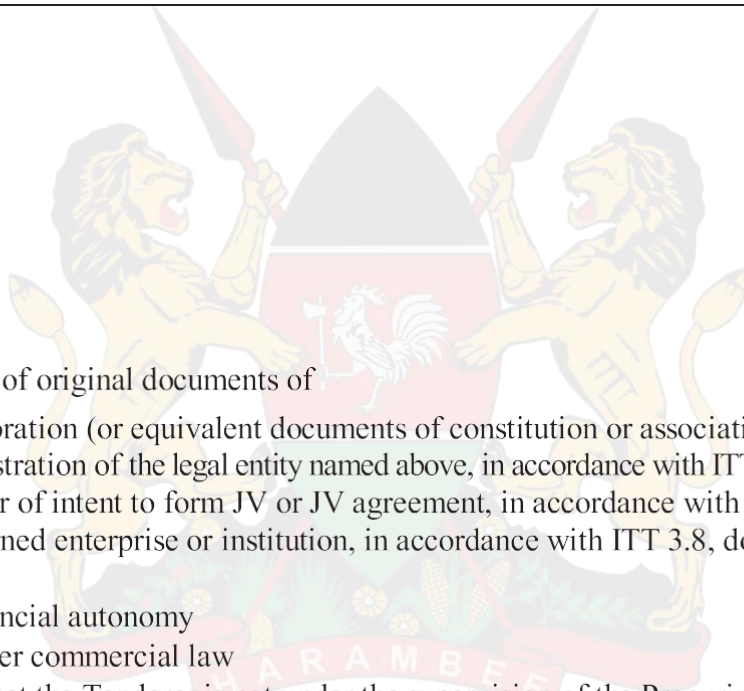 of original documents of
oration (or equivalent documents of constitution or associati
stration of the legal entity named above, in accordance with ITT
r of intent to form JV or JV agreement, in accordance with
ned enterprise or institution, in accordance with ITT 3.8, do
ncial autonomy
er commercial law
HARAMBEE